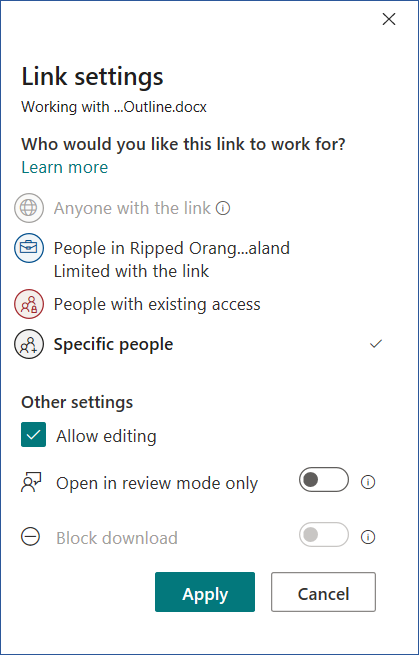 Link settings
Working with ...Outline.docx
Who would you like this link to work for?
Learn more
Anyone with the link
People in Ripped Orang...aland
Limited with the link
People with existing access
Specific people
Other settings
Allow editing
Open in review mode only
Block download
Apply
Cancel